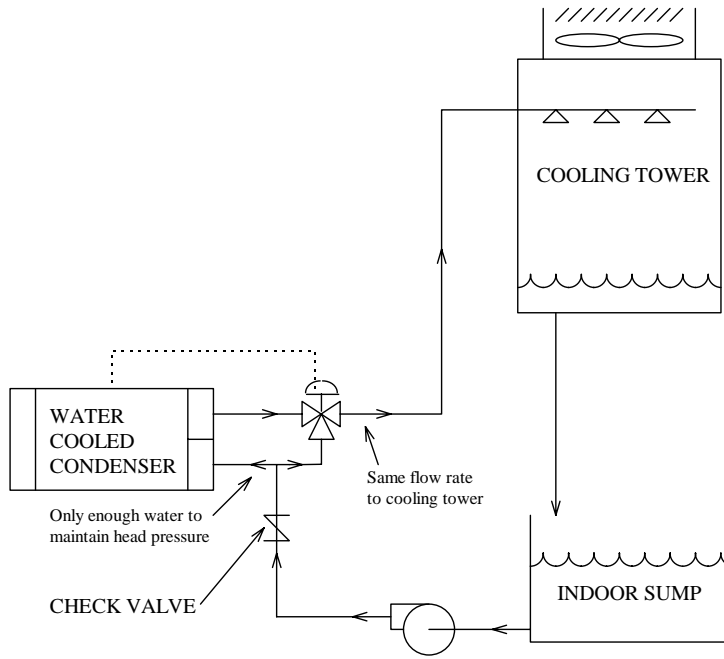 COOLING TOWER
WATER
COOLED
CONDENSER
Same flow rate
to cooling tower
Only enough water to
maintain head pressure
INDOOR SUMP
CHECK VALVE